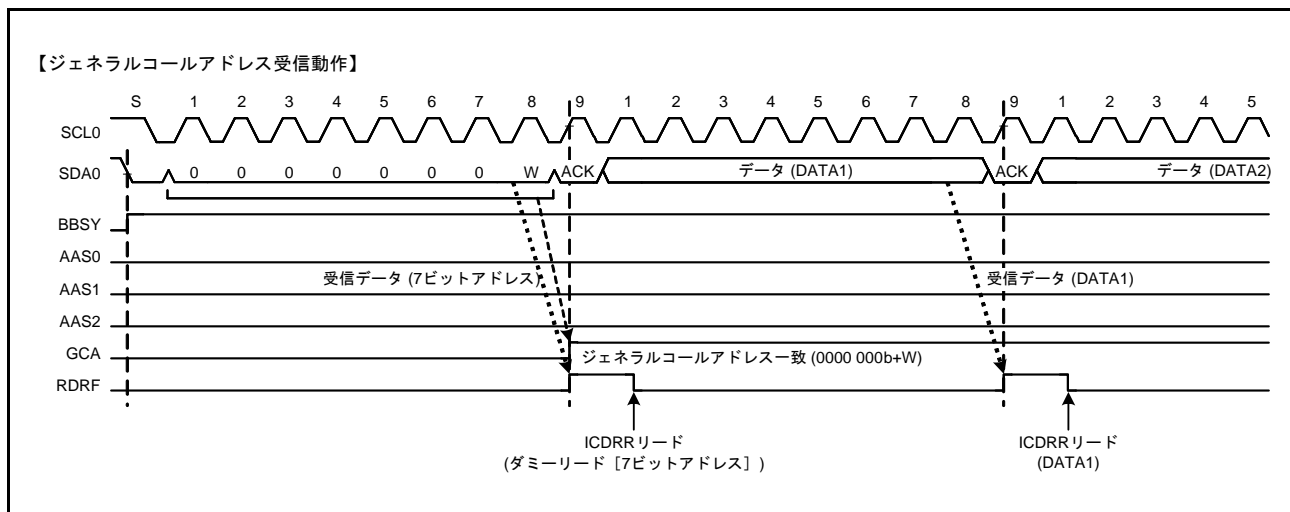 【ジェネラルコールアドレス受信動作】
S 1 2 3 4 5 6 7 8 9 1 2 3 4 5 6 7 8 9 1 2 3 4 5
SCL0
SDA0 0 0 0 0 0 0 0 W ACK データ (DATA1) ACK データ (DATA2)
BBSY
AAS0
受信データ (7ビットアドレス) 受信データ (DATA1)
AAS1
AAS2
GCA ジェネラルコールアドレス一致 (0000 000b+W)
RDRF
ICDRRリード ICDRRリード
(ダミーリード [7ビットアドレス] ) (DATA1)